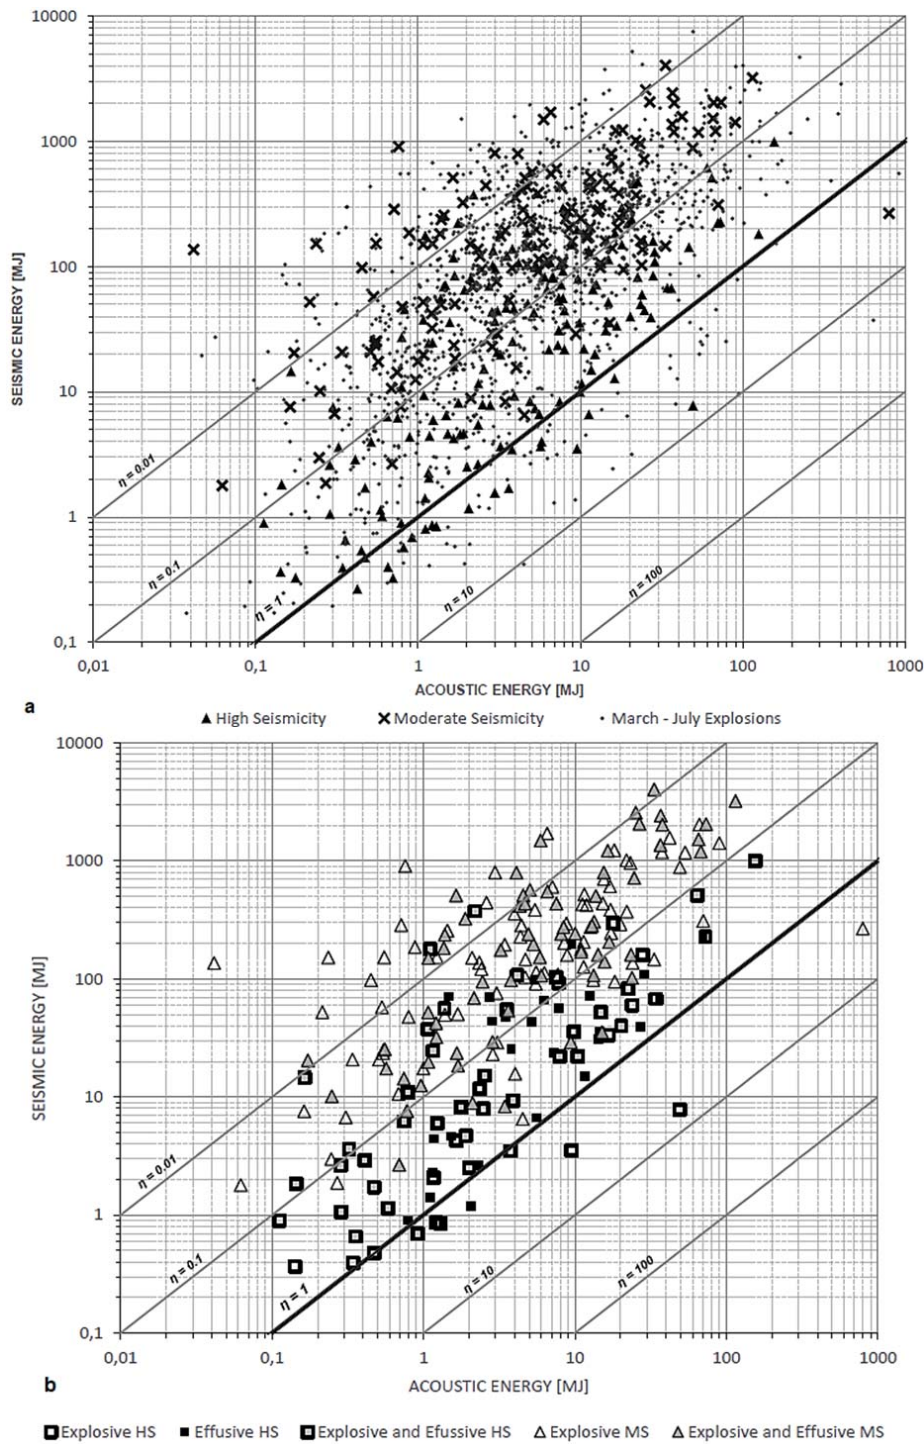 10000
1000
100
10
1
0,1
SEISMIC ENERGY [MJ]
η = 0.01
η = 0.1
η = 1
η = 10
η = 100
0,01 0,1 1 10 100 1000
ACOUSTIC ENERGY [MJ]
a
High Seismicity Moderate Seismicity March - July Explosions
10000
1000
100
10
1
0,1
SEISMIC ENERGY [MJ]
η = 0.01
η = 0.1
η = 1
η = 10
η = 100
0,01 0,1 1 10 100 1000
b
ACOUSTIC ENERGY [MJ]
Explosive HS Effusive HS Explosive and Efussive HS Explosive MS Explosive and Effusive MS